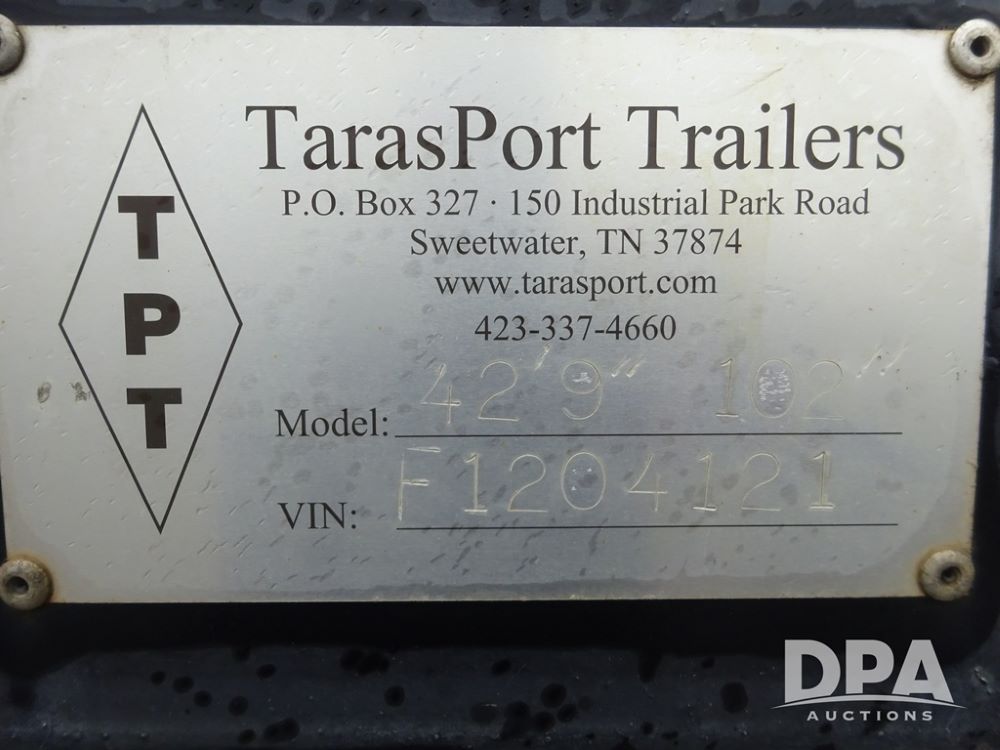 TarasPort Trailers
P.O. Box 327 · 150 Industrial Park Road
Sweetwater, TN 37874
www.tarasport.com
423-337-4660
T
P
T
Model: 42'9" 102"
VIN: F1204121
DPA
AUCTIONS